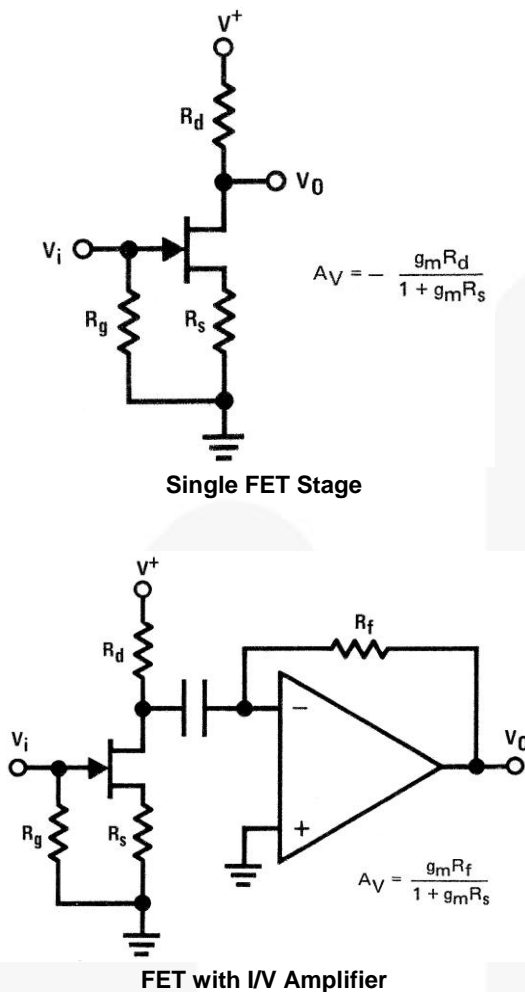 V+
Rd
V0
Vi
Rg
Rs
AV = − gmRd
1 + gmRs
Single FET Stage
V+
Rd
Rf
Vi
−
V0
Rg
Rs
+
AV = gmRf
1 + gmRs
FET with I/V Amplifier